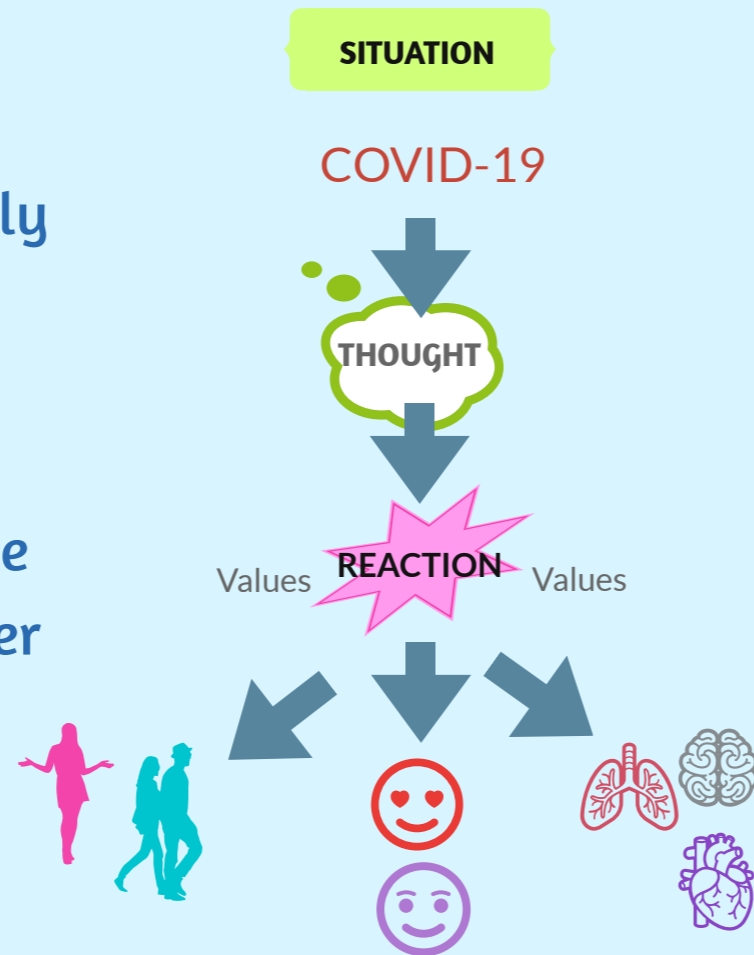 SITUATION
COVID-19
ly
THOUGHT
e
Values REACTION Values
er